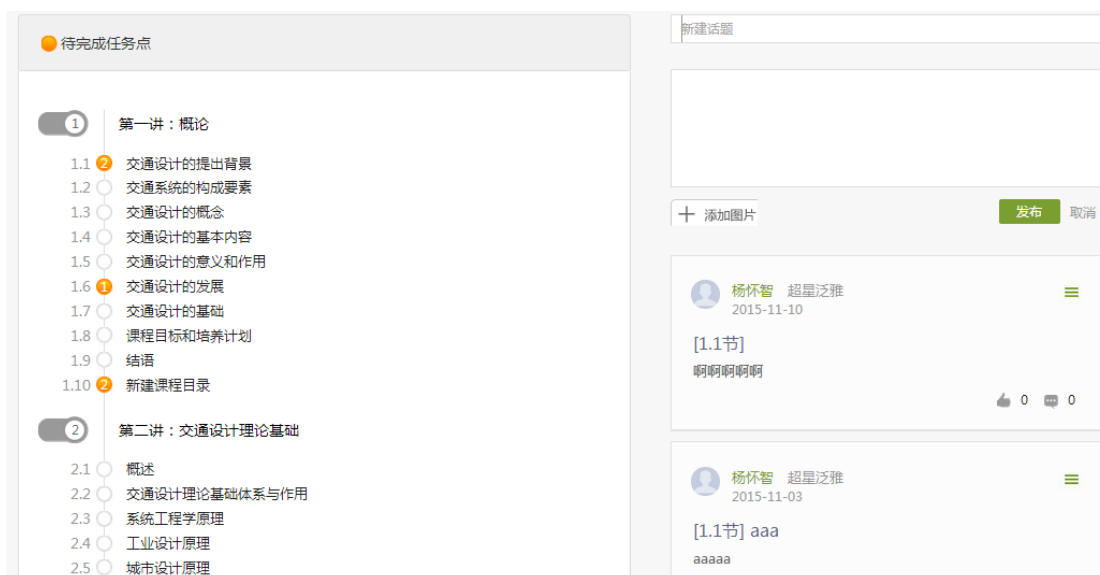 待完成任务点
1 第一讲：概论
1.1 2 交通设计的提出背景
1.2 交通系统的构成要素
1.3 交通设计的概念
1.4 交通设计的基本内容
1.5 交通设计的意义和作用
1.6 1 交通设计的发展
1.7 交通设计的基础
1.8 课程目标和培养计划
1.9 结语
1.10 2 新建课程目录
2 第二讲：交通设计理论基础
2.1 概述
2.2 交通设计理论基础体系与作用
2.3 系统工程学原理
2.4 工业设计原理
2.5 城市设计原理
新建话题
添加图片 发布 取消
杨怀智 超星泛雅
2015-11-10
[1.1节]
啊啊啊啊啊
0 0
杨怀智 超星泛雅
2015-11-03
[1.1节] aaa
aaaaa